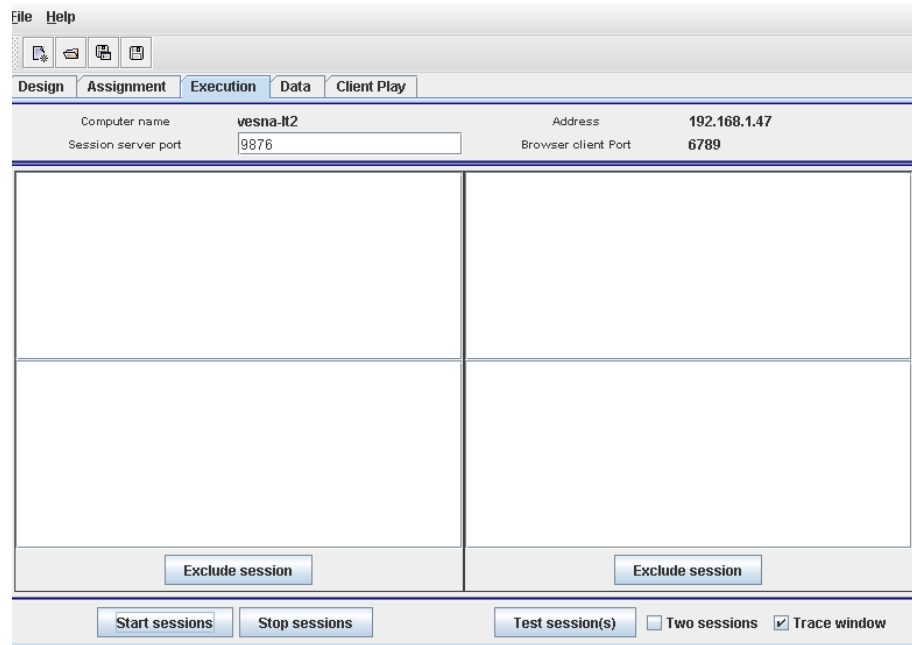 File Help
Design Assignment Execution Data Client Play
Computer name vesna-lt2 Address 192.168.1.47
Session server port 9876 Browser client Port 6789
Exclude session Exclude session
Start sessions Stop sessions Test session(s) Two sessions Trace window